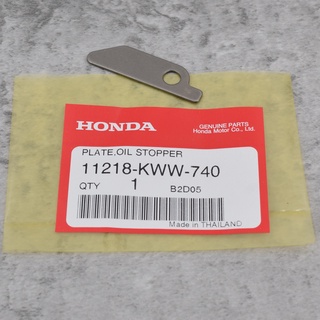 HONDA
GENUINE PARTS
Honda Motor Co., Ltd.
PLATE,OIL STOPPER
11218-KWW-740
QTY 1 B2D05
Made in THAILAND